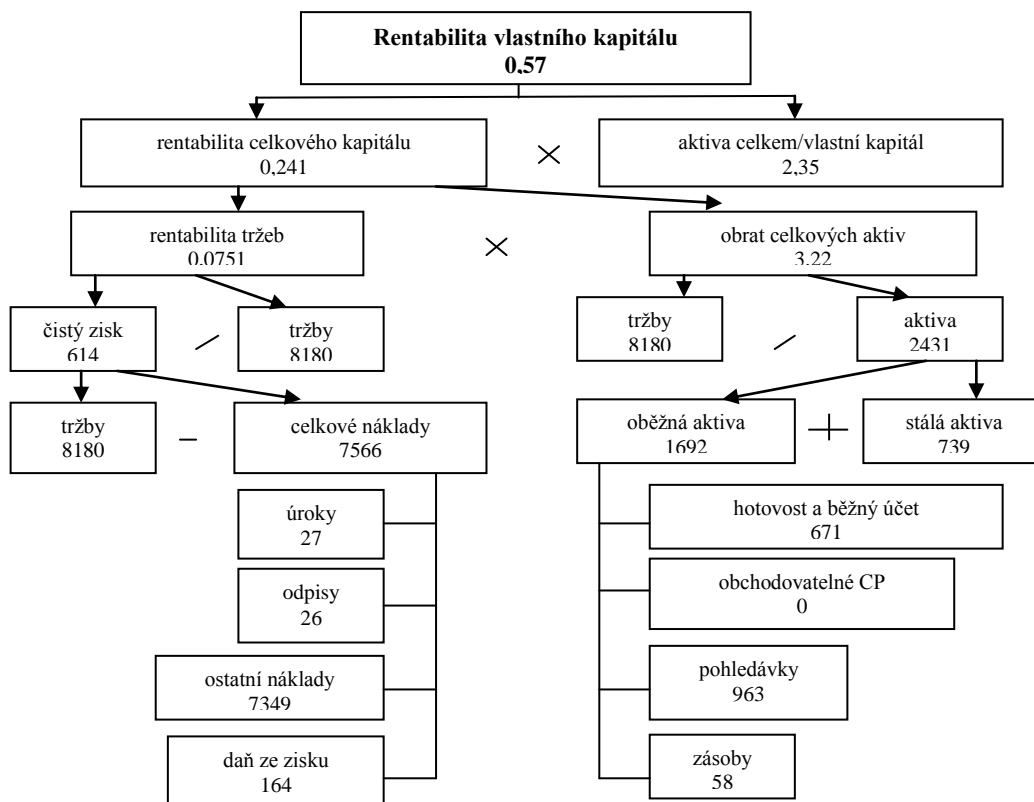 Rentabilita vlastního kapitálu
0,57
rentabilita celkového kapitálu
0,241
×
aktiva celkem/vlastní kapitál
2,35
rentabilita tržeb
0.0751
×
obrat celkových aktiv
3.22
čistý zisk
614
/
tržby
8180
tržby
8180
/
aktiva
2431
tržby
8180
-
celkové náklady
7566
oběžná aktiva
1692
+
stálá aktiva
739
úroky
27
hotovost a běžný účet
671
odpisy
26
obchodovatelné CP
0
ostatní náklady
7349
pohledávky
963
daň ze zisku
164
zásoby
58